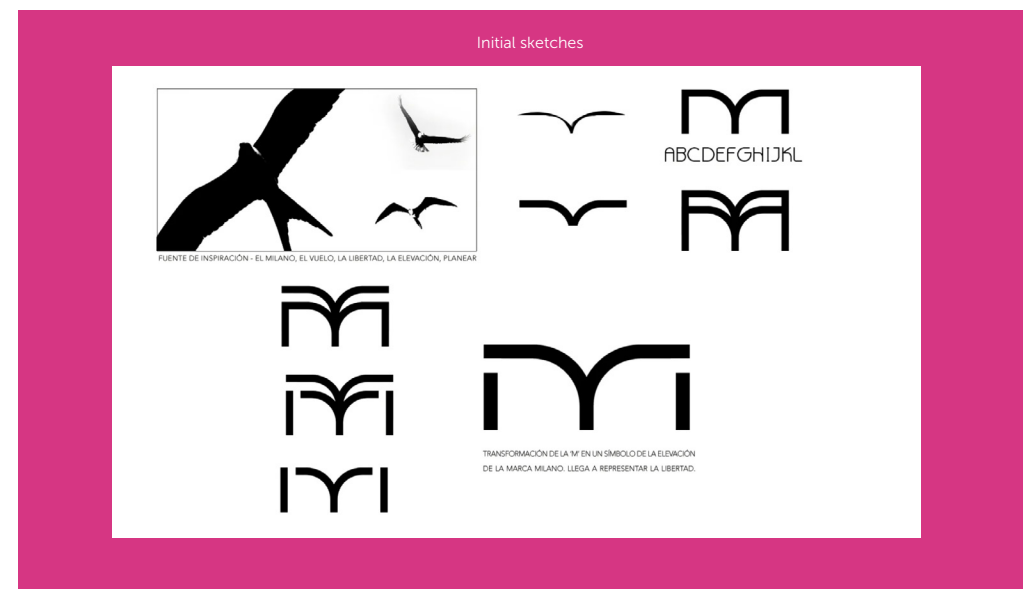 Initial sketches
ABCDEFGHIJKL
FUENTE DE INSPIRACIÓN - EL MILANO, EL VUELO, LA LIBERTAD, LA ELEVACIÓN, PLANEAR
TRANSFORMACIÓN DE LA 'M' EN UN SÍMBOLO DE LA ELEVACIÓN
DE LA MARCA MILANO. LLEGA A REPRESENTAR LA LIBERTAD.